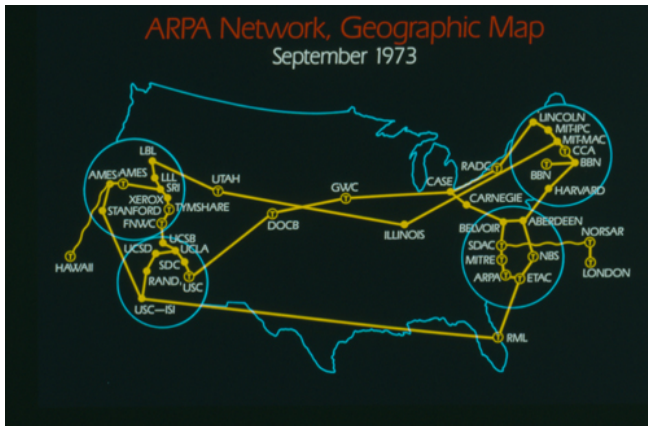 ARPA Network, Geographic Map
September 1973
LINCOLN
MIT-IPC
MIT-MAC
CCA
BBN
BBN
HARVARD
RADC
LBL
AMES AMES
LLL
SRI
XEROX
TYMSHARE
STANFORD
FNWC
UTAH
GWC
CASE
CARNEGIE
DOCB
ILLINOIS
ABERDEEN
BELVOIR
NORSAR
SDAC
NBS
MITRE
LONDON
ARPA
ETAC
HAWAII
UCSB
UCSD
UCLA
SDC
RAND.
USC
USC—ISI
RML